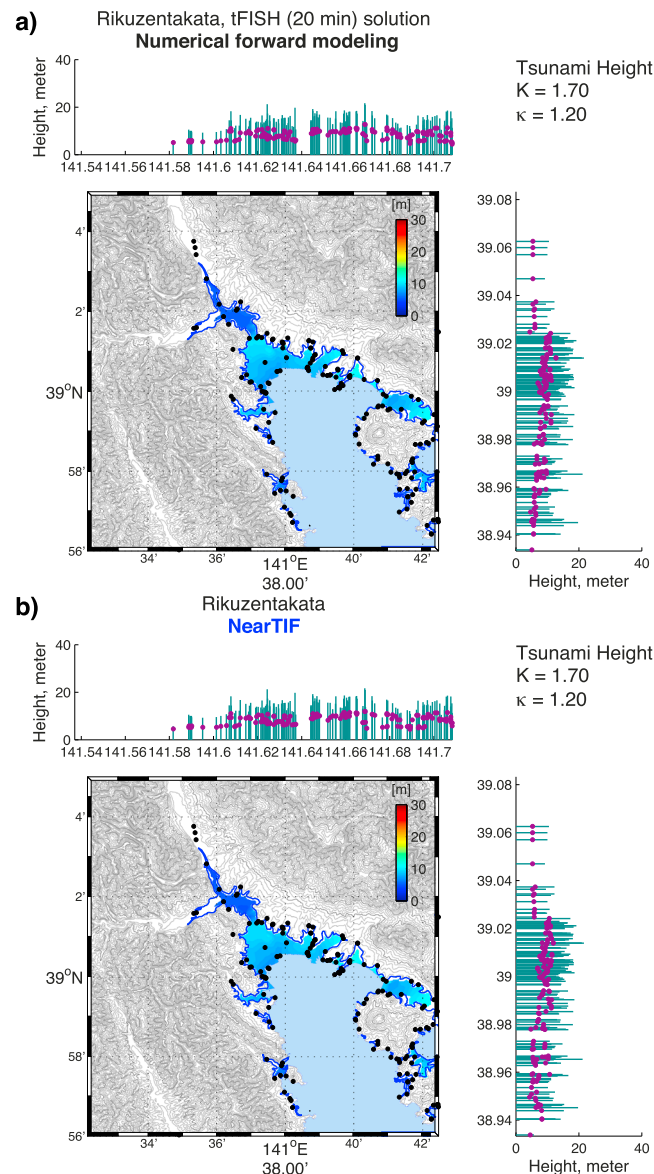 a)
Rikuzentakata, tFISH (20 min) solution
Numerical forward modeling
Height, meter
40
20
0
141.54 141.56 141.58 141.6 141.62 141.64 141.66 141.68 141.7
Tsunami Height
K = 1.70
κ = 1.20
[m]
30
20
10
0
4'
2'
39°N
58'
56'
34' 36' 38.00' 40' 42'
141°E
39.08
39.06
39.04
39.02
39
38.98
38.96
38.94
0 20 40
Height, meter
b)
Rikuzentakata
NearTIF
Height, meter
40
20
0
141.54 141.56 141.58 141.6 141.62 141.64 141.66 141.68 141.7
Tsunami Height
K = 1.70
κ = 1.20
[m]
30
20
10
0
4'
2'
39°N
58'
56'
34' 36' 38.00' 40' 42'
141°E
39.08
39.06
39.04
39.02
39
38.98
38.96
38.94
0 20 40
Height, meter